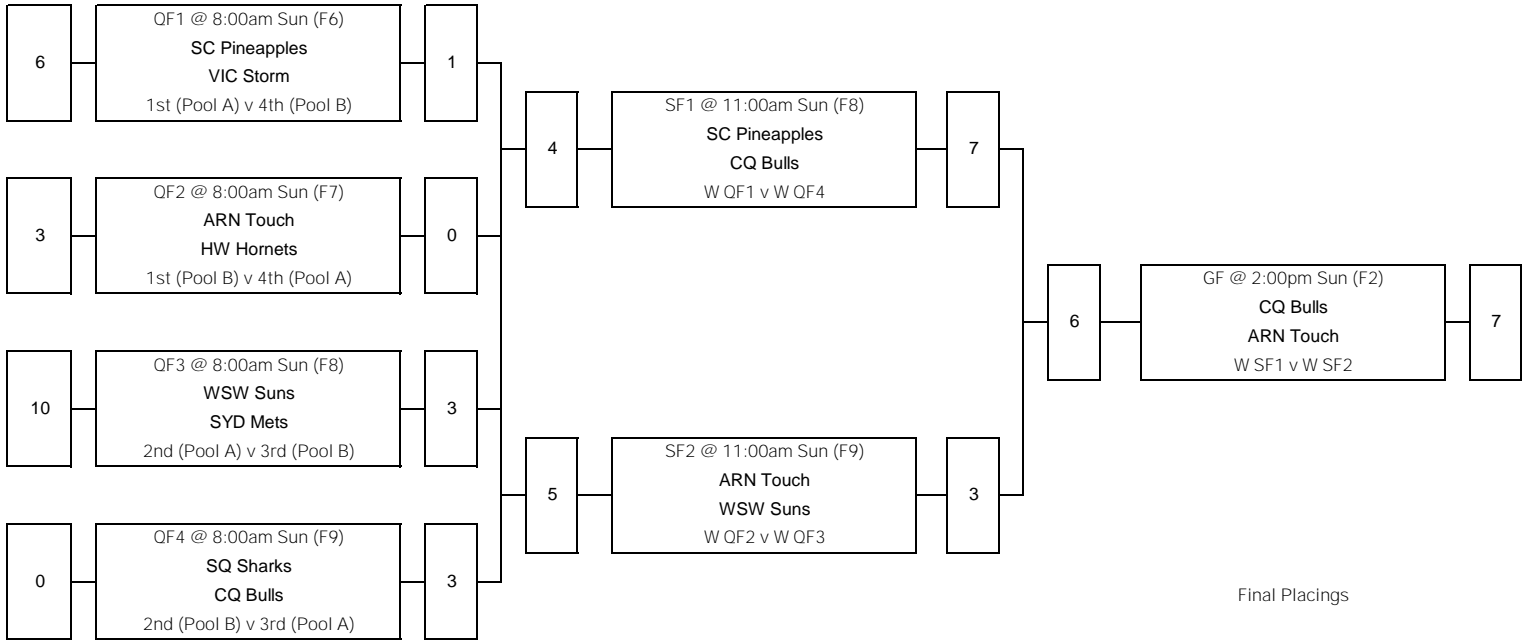 QF1 @ 8:00am Sun (F6)
6
SC Pineapples
VIC Storm
1
1st (Pool A) v 4th (Pool B)
QF2 @ 8:00am Sun (F7)
3
ARN Touch
HW Hornets
0
1st (Pool B) v 4th (Pool A)
QF3 @ 8:00am Sun (F8)
10
WSW Suns
SYD Mets
3
2nd (Pool A) v 3rd (Pool B)
QF4 @ 8:00am Sun (F9)
0
SQ Sharks
CQ Bulls
3
2nd (Pool B) v 3rd (Pool A)
SF1 @ 11:00am Sun (F8)
4
SC Pineapples
CQ Bulls
7
W QF1 v W QF4
SF2 @ 11:00am Sun (F9)
5
ARN Touch
WSW Suns
3
W QF2 v W QF3
GF @ 2:00pm Sun (F2)
6
CQ Bulls
ARN Touch
7
W SF1 v W SF2
Final Placings